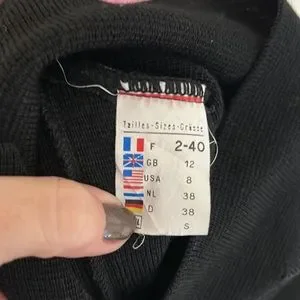 Tailles-Sizes-Grösse
F 2-40
GB 12
USA 8
NL 38
D 38
S